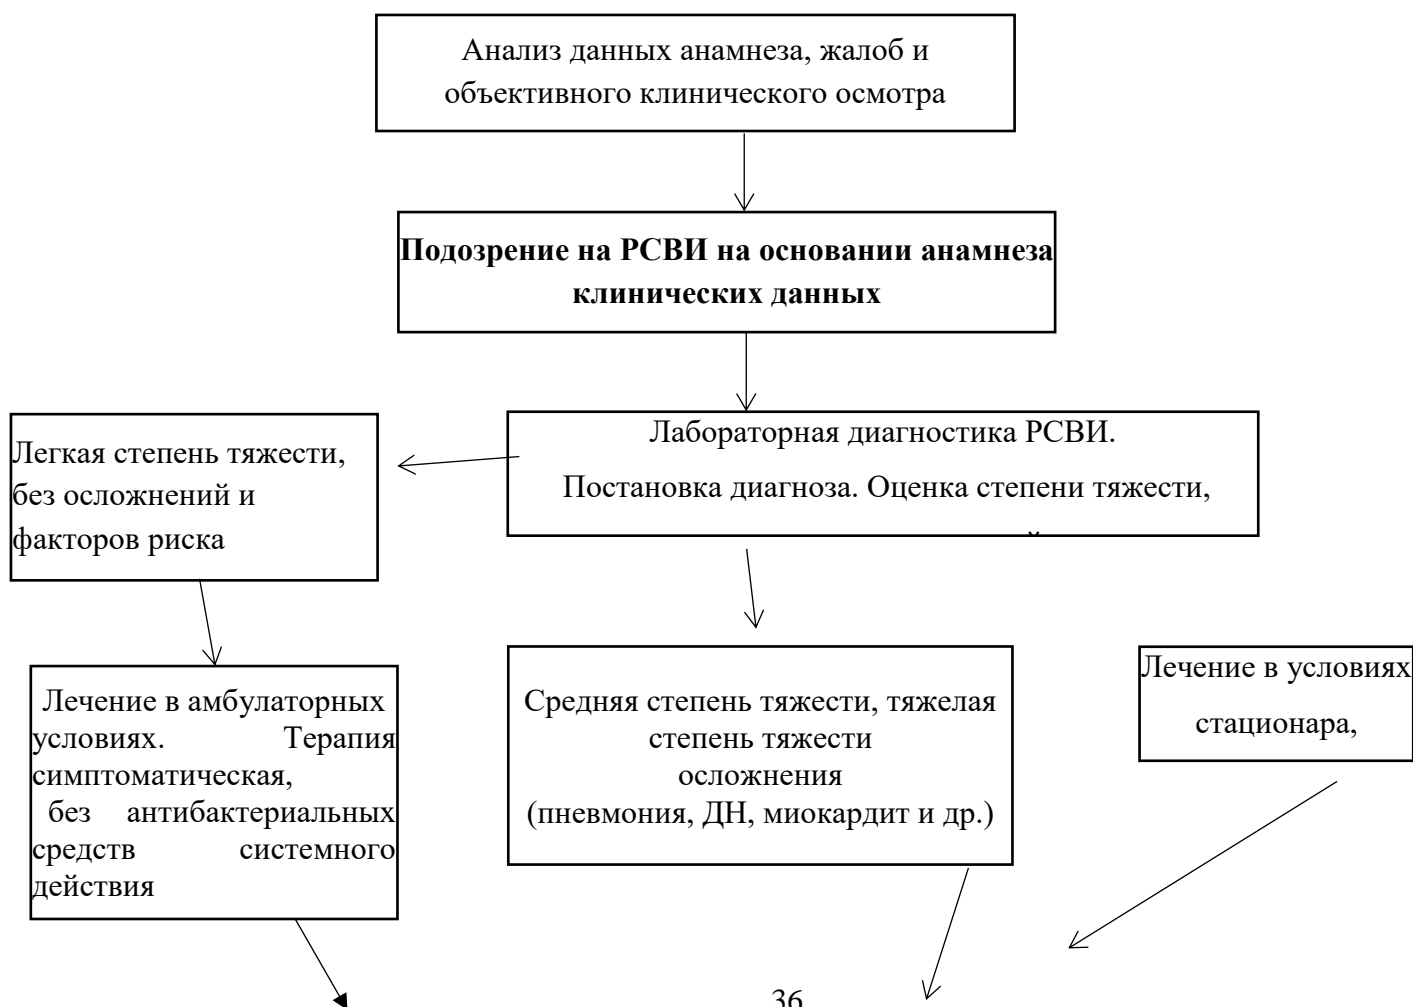 Анализ данных анамнеза, жалоб и
объективного клинического осмотра
Подозрение на РСВИ на основании анамнеза
клинических данных
Лабораторная диагностика РСВИ.
Постановка диагноза. Оценка степени тяжести,
Легкая степень тяжести,
без осложнений и
факторов риска
Лечение в амбулаторных
условиях. Терапия
симптоматическая,
без антибактериальных
средств системного
действия
Средняя степень тяжести, тяжелая
степень тяжести
осложнения
(пневмония, ДН, миокардит и др.)
Лечение в условиях
стационара,
36